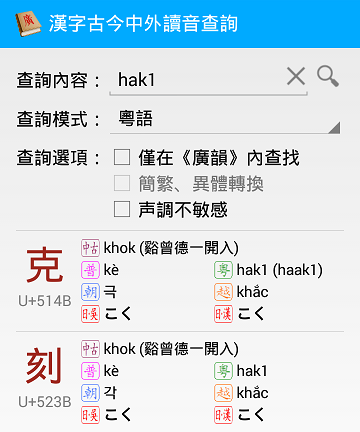 廣
漢字古今中外讀音查詢
查詢內容： hak1
查詢模式： 粵語
查詢選項： 僅在《廣韻》內查找
簡繁、異體轉換
声調不敏感
克 U+514B
中古 khok (谿曾德一開入)
普 kè 粵 hak1 (haak1)
朝 극 越 khắc
日吳 こく 日漢 こく
刻 U+523B
中古 khok (谿曾德一開入)
普 kè 粵 hak1
朝 각 越 khắc
日吳 こく 日漢 こく